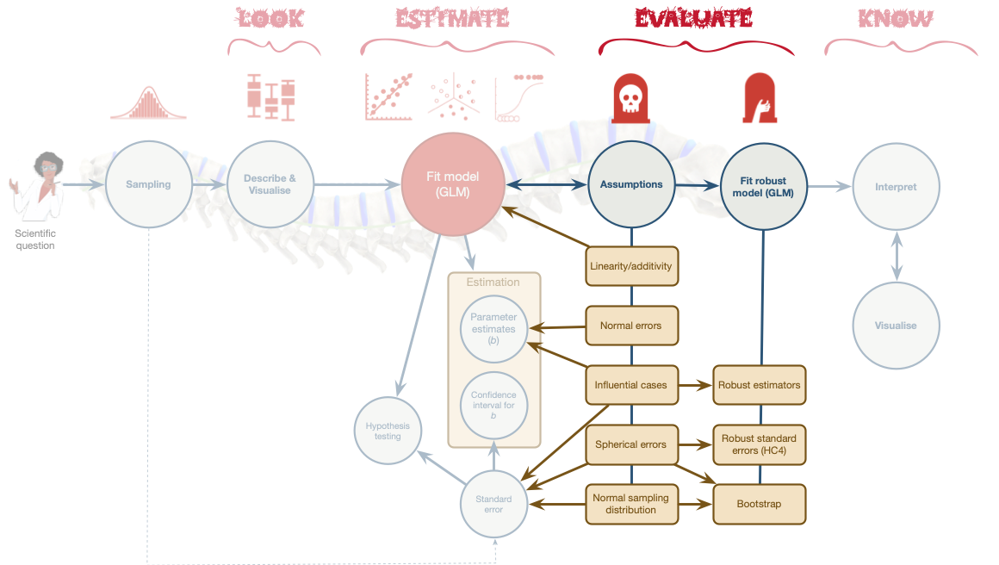 LOOK
ESTIMATE
EVALUATE
KNOW
Scientific
question
Sampling
Describe &
Visualise
Fit model
(GLM)
Assumptions
Fit robust
model (GLM)
Interpret
Visualise
Linearity/additivity
Normal errors
Influential cases
Spherical errors
Normal sampling
distribution
Robust estimators
Robust standard
errors (HC4)
Bootstrap
Estimation
Parameter
estimates
(b)
Confidence
interval for
b
Hypothesis
testing
Standard
error